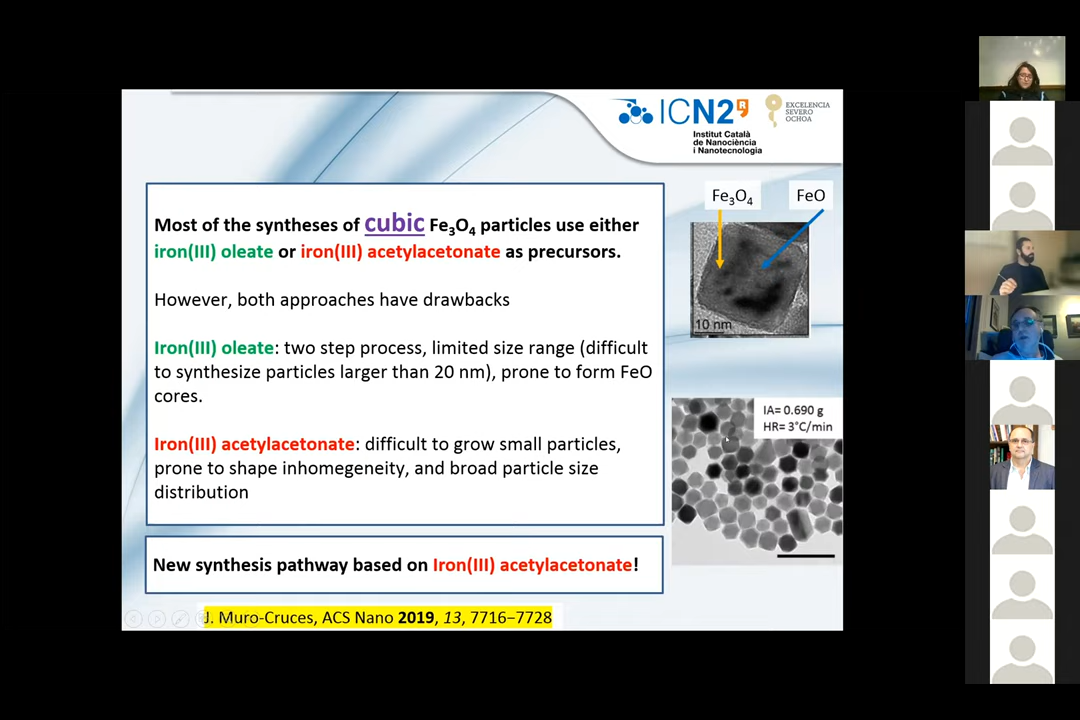 ICN2
R
EXCELENCIA
SEVERO
OCHOA
Institut Català
de Nanociència
i Nanotecnologia
Fe₃O₄
FeO
Most of the syntheses of cubic Fe₃O₄ particles use either
iron(III) oleate or iron(III) acetylacetonate as precursors.
However, both approaches have drawbacks
Iron(III) oleate: two step process, limited size range (difficult
to synthesize particles larger than 20 nm), prone to form FeO
cores.
Iron(III) acetylacetonate: difficult to grow small particles,
prone to shape inhomegeneity, and broad particle size
distribution
10 nm
IA= 0.690 g
HR= 3°C/min
New synthesis pathway based on Iron(III) acetylacetonate!
J. Muro-Cruces, ACS Nano 2019, 13, 7716−7728